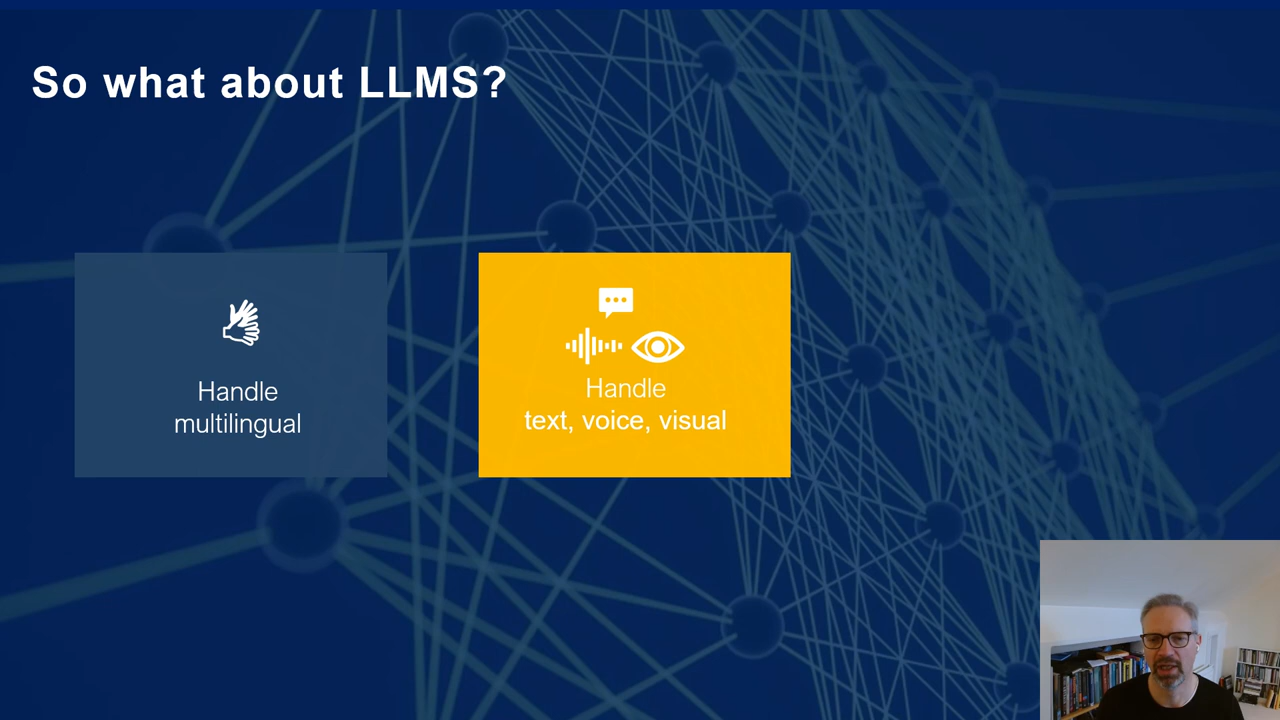 So what about LLMS?
Handle
multilingual
Handle
text, voice, visual